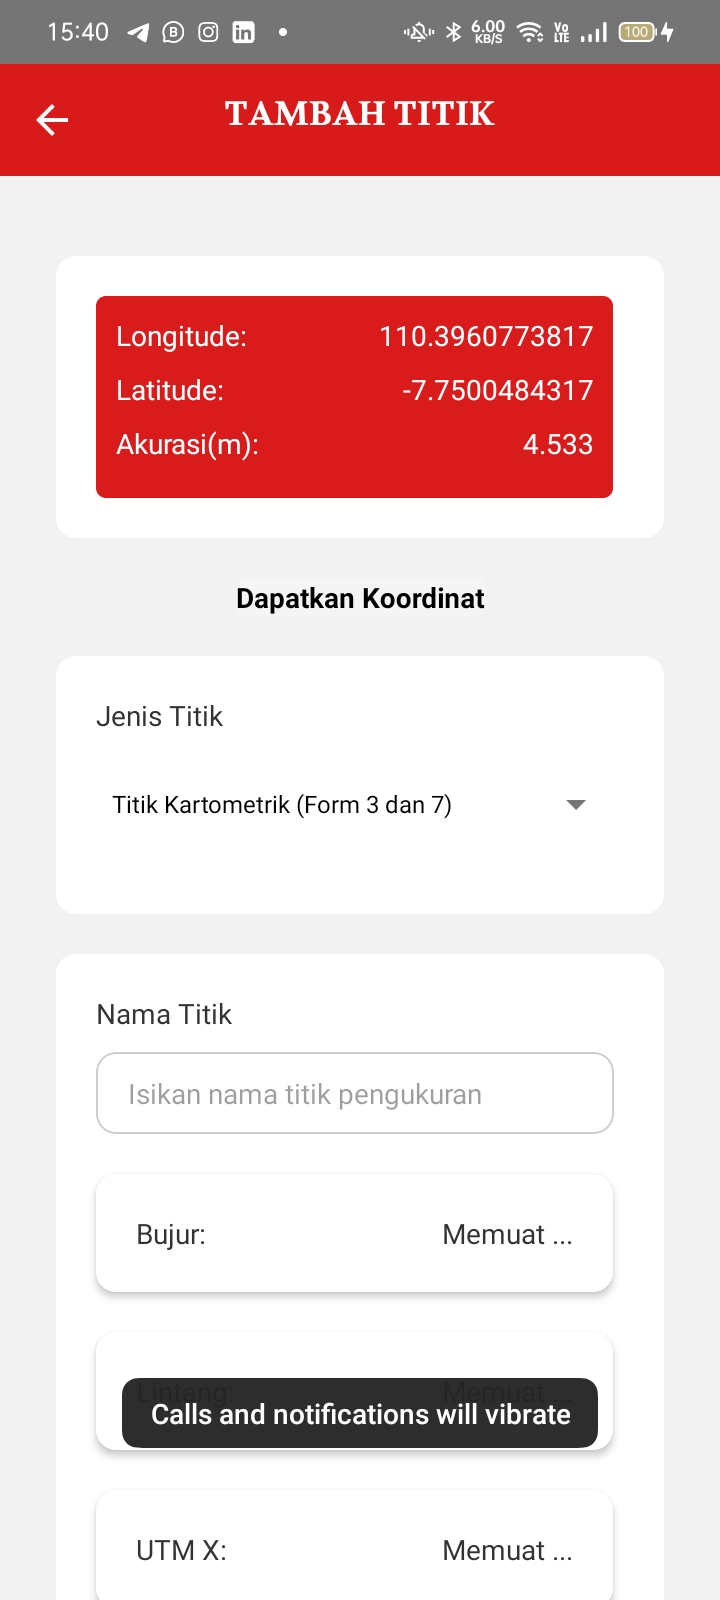 15:40 6.00 KB/S Vo LTE 100
TAMBAH TITIK
Longitude: 110.3960773817
Latitude: -7.7500484317
Akurasi(m): 4.533
Dapatkan Koordinat
Jenis Titik
Titik Kartometrik (Form 3 dan 7)
Nama Titik
Isikan nama titik pengukuran
Bujur: Memuat ...
Lintang: Memuat ...
Calls and notifications will vibrate
UTM X: Memuat ...